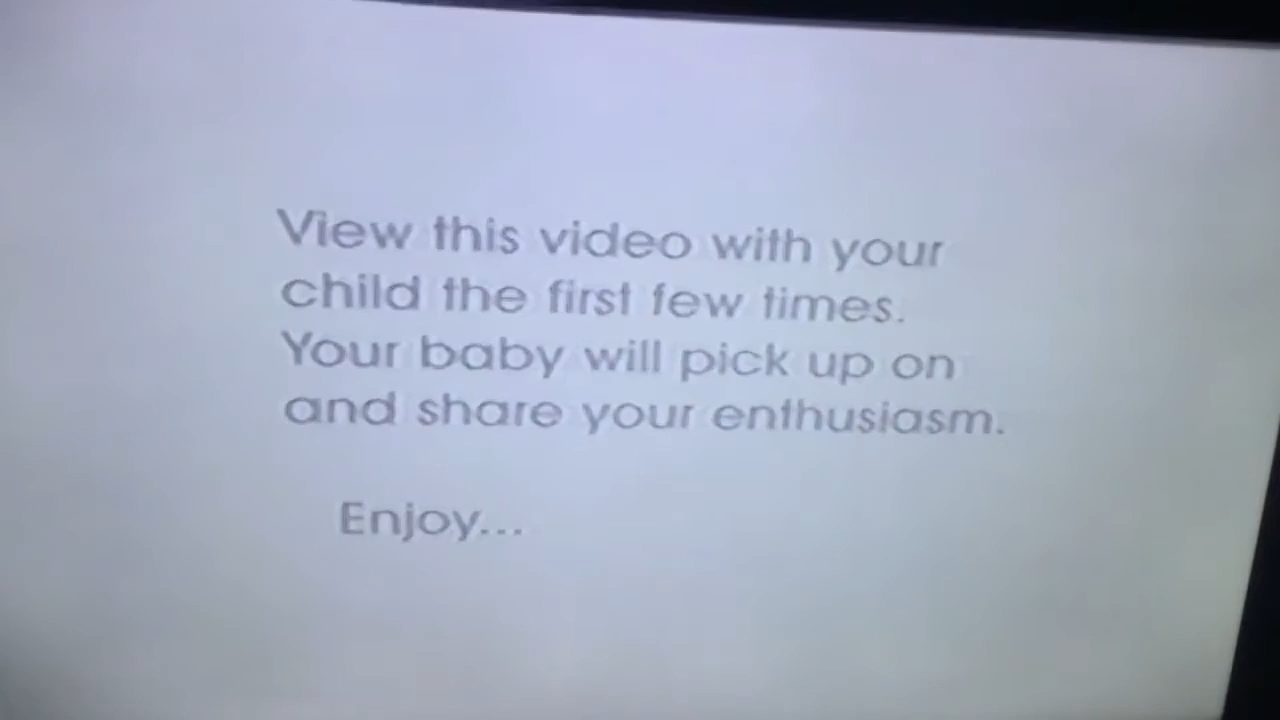 View this video with your
child the first few times.
Your baby will pick up on
and share your enthusiasm.
Enjoy...